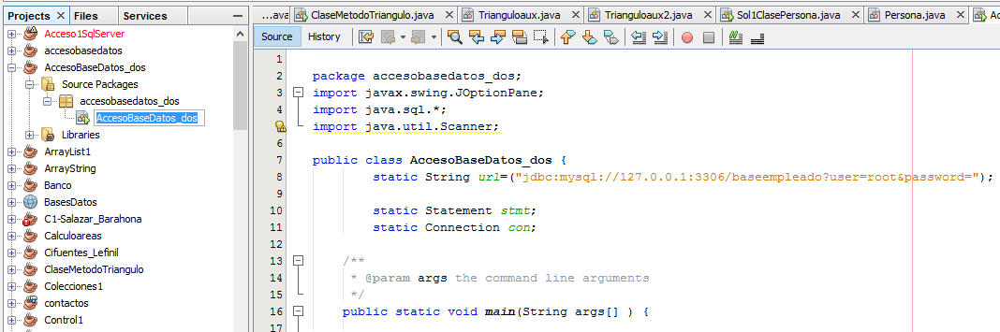 Projects × Files Services
Acceso1SqlServer
accesobasedatos
AccesoBaseDatos_dos
Source Packages
accesobasedatos_dos
AccesoBaseDatos_dos
Libraries
ArrayList1
ArrayString
Banco
BasesDatos
C1-Salazar_Barahona
Calculoareas
Cifuentes_Lefinil
ClaseMetodoTriangulo
Colecciones1
contactos
Control1
...ava ClaseMetodoTriangulo.java Trianguloaux.java Trianguloaux2.java Sol1ClasePersona.java Persona.java Ac
Source History
1
2 package accesobasedatos_dos;
3 import javax.swing.JOptionPane;
4 import java.sql.*;
import java.util.Scanner;
6
7 public class AccesoBaseDatos_dos {
8 static String url=("jdbc:mysql://127.0.0.1:3306/baseempleado?user=root&password=");
9
10 static Statement stmt;
11 static Connection con;
12
13 /**
14 * @param args the command line arguments
15 */
16 public static void main(String args[] ) {
17